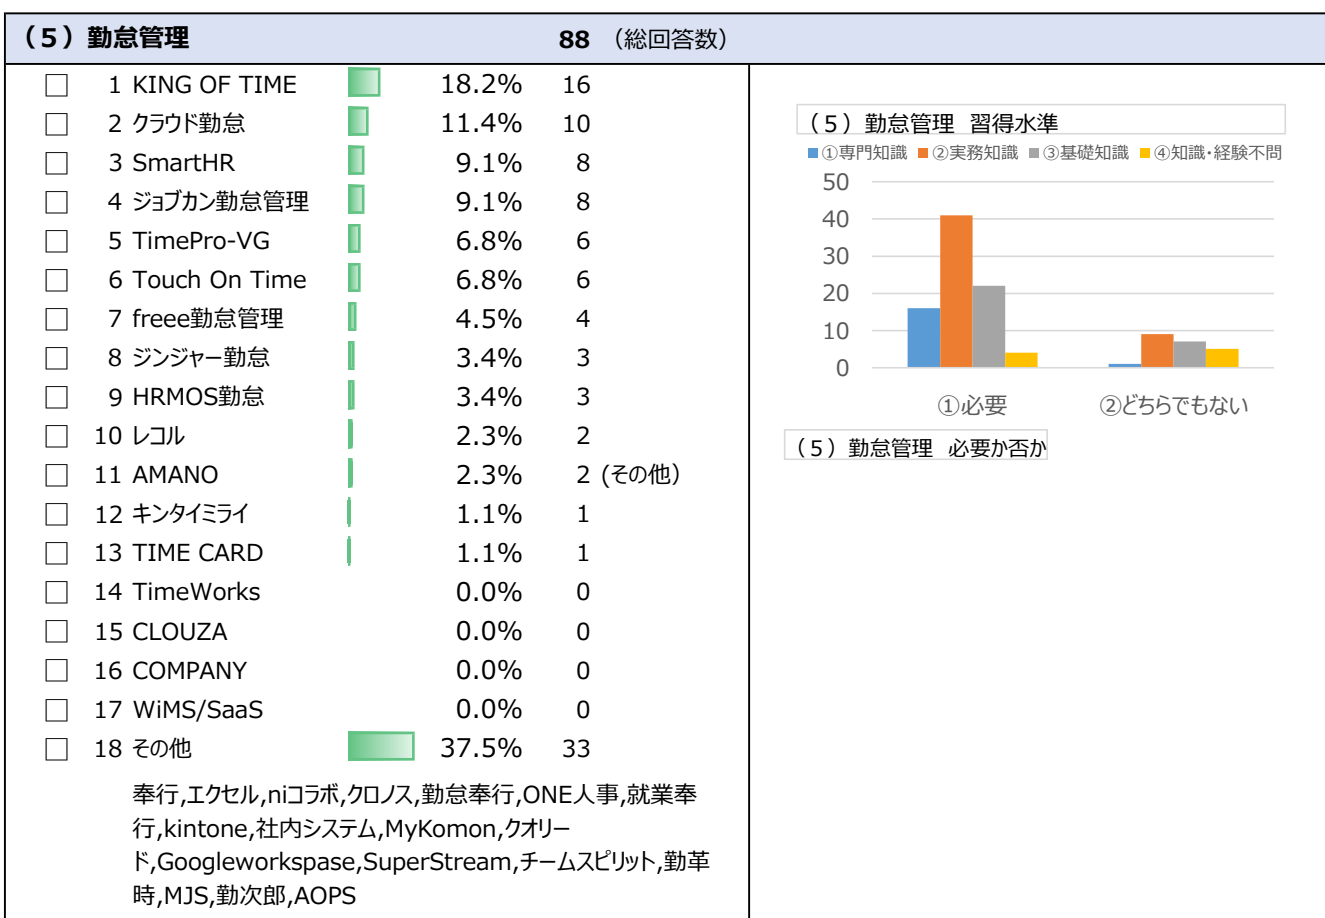 （５）勤怠管理 88 （総回答数）
□ 1 KING OF TIME 18.2% 16
□ 2 クラウド勤怠 11.4% 10
□ 3 SmartHR 9.1% 8
□ 4 ジョブカン勤怠管理 9.1% 8
□ 5 TimePro-VG 6.8% 6
□ 6 Touch On Time 6.8% 6
□ 7 freee勤怠管理 4.5% 4
□ 8 ジンジャー勤怠 3.4% 3
□ 9 HRMOS勤怠 3.4% 3
□ 10 レコル 2.3% 2
□ 11 AMANO 2.3% 2 (その他）
□ 12 キンタイミライ 1.1% 1
□ 13 TIME CARD 1.1% 1
□ 14 TimeWorks 0.0% 0
□ 15 CLOUZA 0.0% 0
□ 16 COMPANY 0.0% 0
□ 17 WiMS/SaaS 0.0% 0
□ 18 その他 37.5% 33
奉行,エクセル,niコラボ,クロノス,勤怠奉行,ONE人事,就業奉
行,kintone,社内システム,MyKomon,クオリー
ド,Googleworkspase,SuperStream,チームスピリット,勤革
時,MJS,勤次郎,AOPS
（５）勤怠管理 習得水準
①専門知識 ②実務知識 ③基礎知識 ④知識・経験不問
50
40
30
20
10
0
①必要 ②どちらでもない
（５）勤怠管理 必要か否か